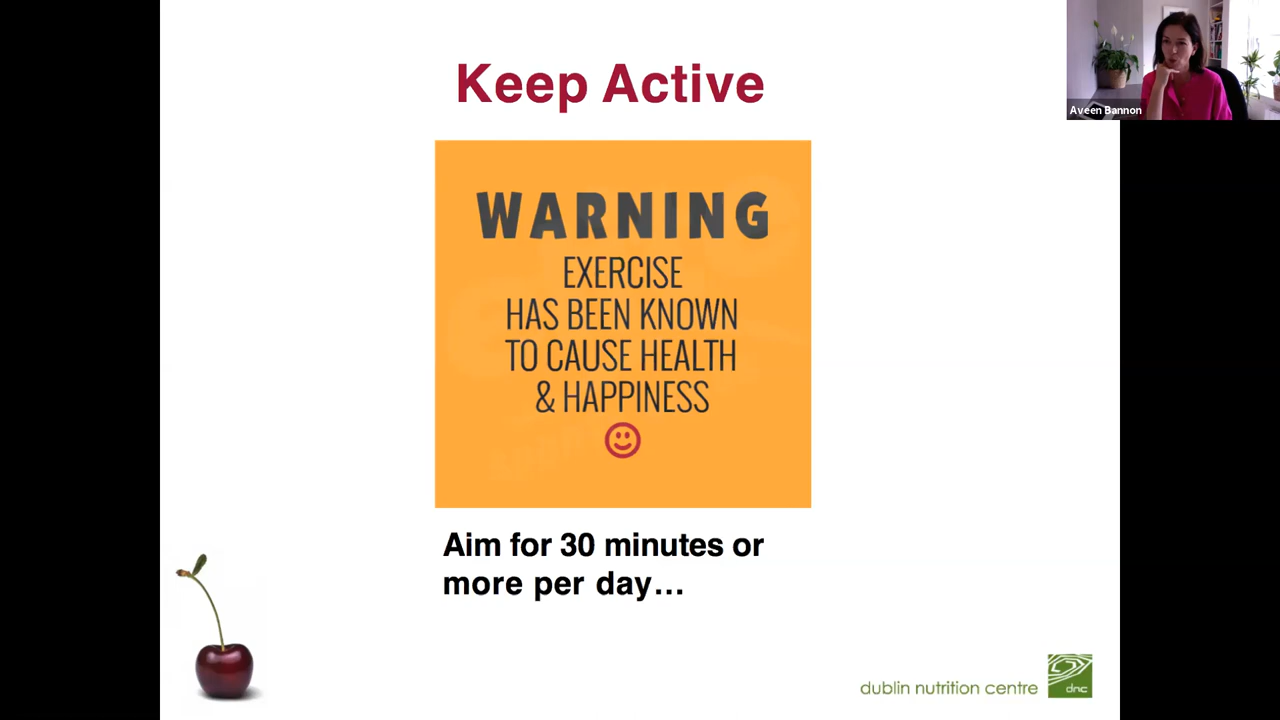 Keep Active
Aveen Bannon
WARNING
EXERCISE
HAS BEEN KNOWN
TO CAUSE HEALTH
& HAPPINESS
Aim for 30 minutes or
more per day...
dublin nutrition centre
dnc